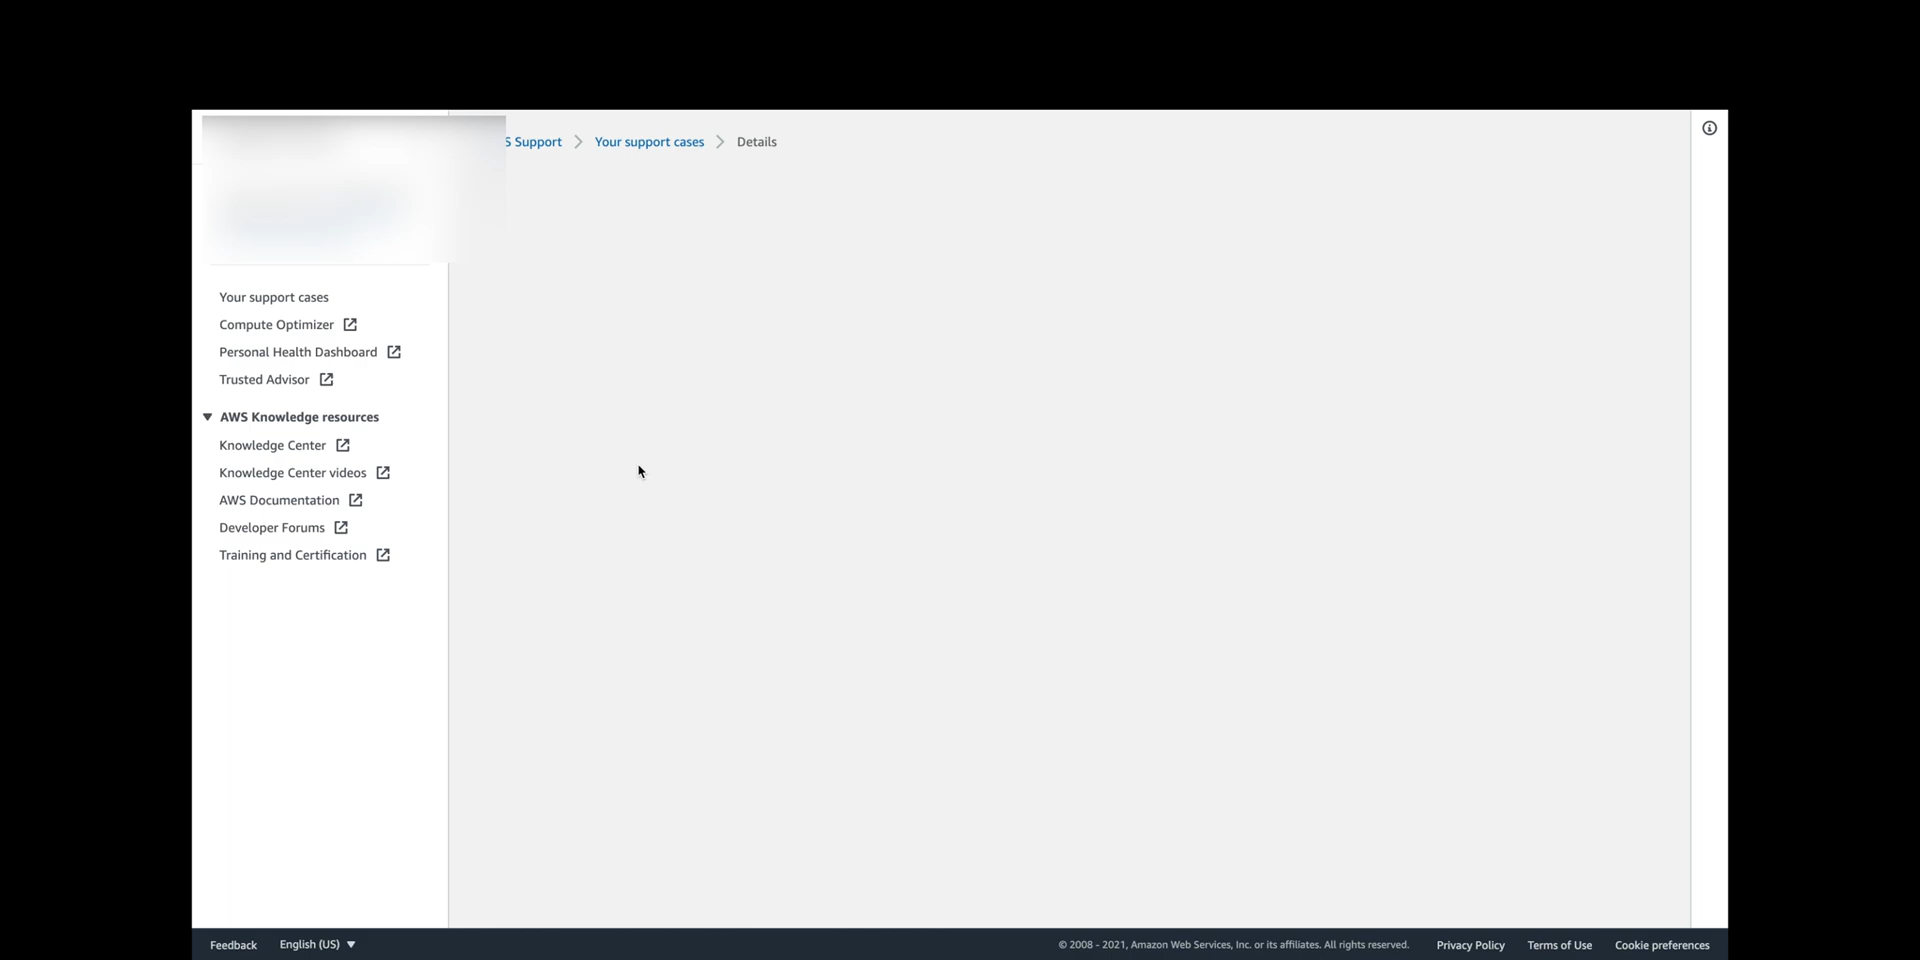 S Support > Your support cases > Details
Your support cases
Compute Optimizer
Personal Health Dashboard
Trusted Advisor
AWS Knowledge resources
Knowledge Center
Knowledge Center videos
AWS Documentation
Developer Forums
Training and Certification
Feedback English (US) © 2008 - 2021, Amazon Web Services, Inc. or its affiliates. All rights reserved. Privacy Policy Terms of Use Cookie preferences